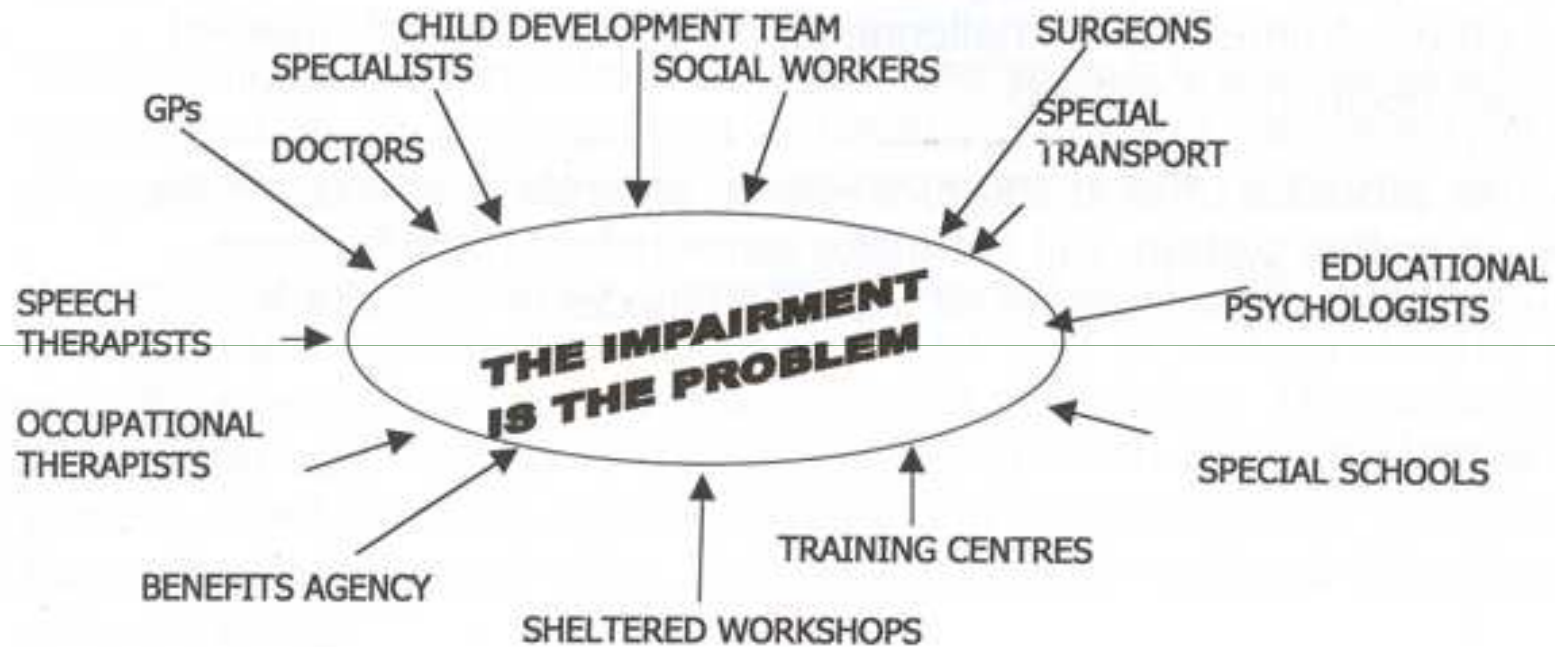 CHILD DEVELOPMENT TEAM
SURGEONS
SPECIALISTS
SOCIAL WORKERS
GPs
SPECIAL
TRANSPORT
DOCTORS
EDUCATIONAL
PSYCHOLOGISTS
SPEECH
THERAPISTS
THE IMPAIRMENT
IS THE PROBLEM
OCCUPATIONAL
THERAPISTS
SPECIAL SCHOOLS
TRAINING CENTRES
BENEFITS AGENCY
SHELTERED WORKSHOPS